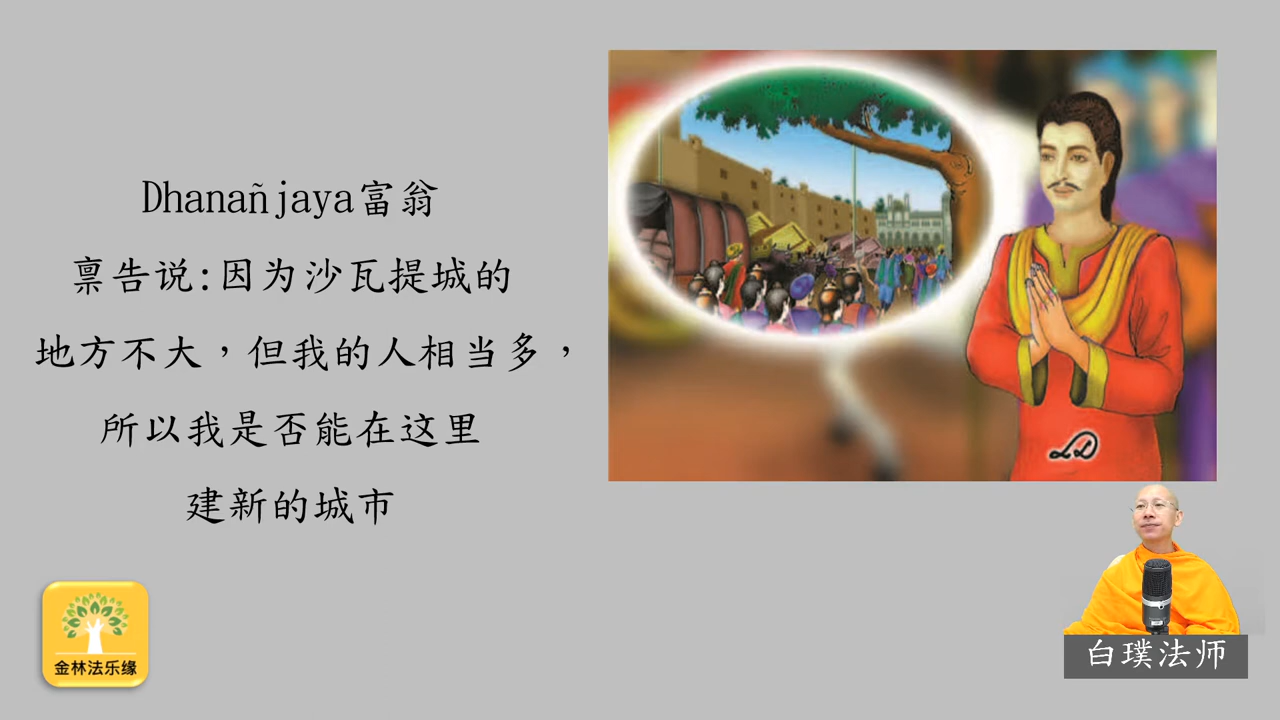 Dhanañjaya富翁
禀告说:因为沙瓦提城的
地方不大，但我的人相当多，
所以我是否能在这里
建新的城市
金林法乐缘
白璞法师